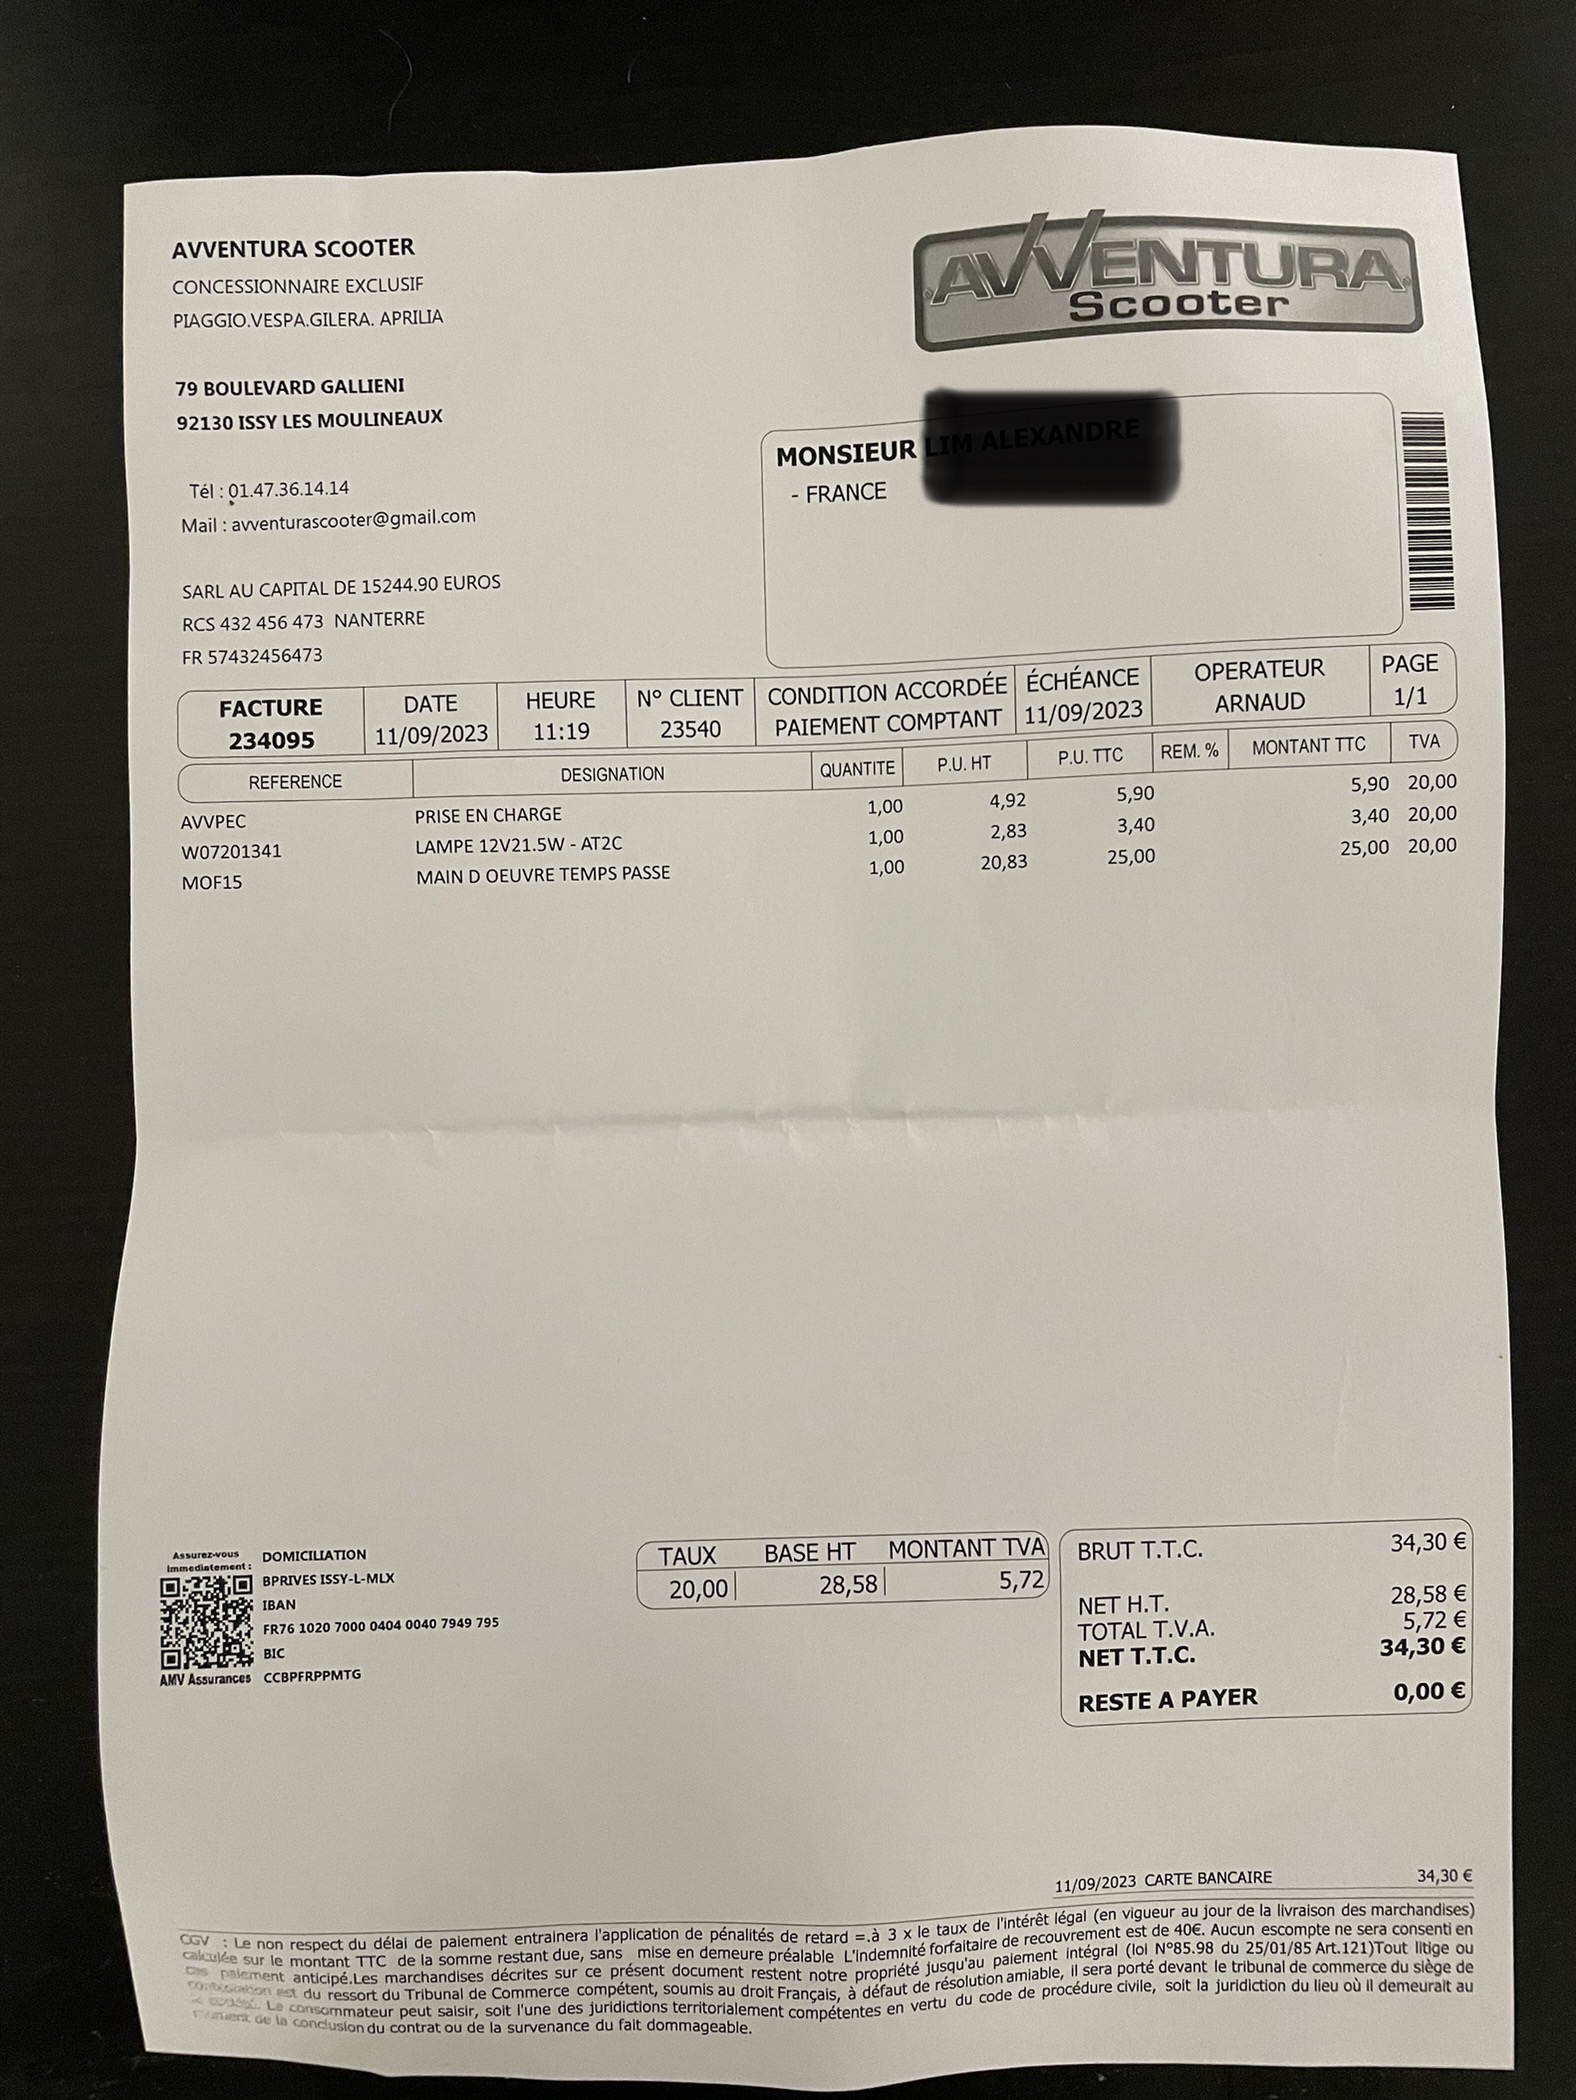 AVVENTURA SCOOTER
CONCESSIONNAIRE EXCLUSIF
PIAGGIO.VESPA.GILERA. APRILIA
79 BOULEVARD GALLIENI
92130 ISSY LES MOULINEAUX
Tél : 01.47.36.14.14
Mail : avventurascooter@gmail.com
SARL AU CAPITAL DE 15244.90 EUROS
RCS 432 456 473 NANTERRE
FR 57432456473
AVVENTURA
Scooter
MONSIEUR
- FRANCE
FACTURE DATE HEURE N° CLIENT CONDITION ACCORDÉE ÉCHÉANCE OPERATEUR PAGE
234095 11/09/2023 11:19 23540 PAIEMENT COMPTANT 11/09/2023 ARNAUD 1/1
REFERENCE DESIGNATION QUANTITE P.U. HT P.U. TTC REM. % MONTANT TTC TVA
AVVPEC PRISE EN CHARGE 1,00 4,92 5,90 5,90 20,00
W07201341 LAMPE 12V21.5W - AT2C 1,00 2,83 3,40 3,40 20,00
MOF15 MAIN D OEUVRE TEMPS PASSE 1,00 20,83 25,00 25,00 20,00
Assurez-vous
immediatement :
AMV Assurances
DOMICILIATION
BPRIVES ISSY-L-MLX
IBAN
FR76 1020 7000 0404 0040 7949 795
BIC
CCBPFRPPMTG
TAUX BASE HT MONTANT TVA
20,00 28,58 5,72
BRUT T.T.C. 34,30 €
NET H.T. 28,58 €
TOTAL T.V.A. 5,72 €
NET T.T.C. 34,30 €
RESTE A PAYER 0,00 €
11/09/2023 CARTE BANCAIRE 34,30 €
CGV : Le non respect du délai de paiement entrainera l'application de pénalités de retard =.à 3 x le taux de l'intérêt légal (en vigueur au jour de la livraison des marchandises)
calculée sur le montant TTC de la somme restant due, sans mise en demeure préalable L'indemnité forfaitaire de recouvrement est de 40€. Aucun escompte ne sera consenti en
cas paiement anticipé.Les marchandises décrites sur ce présent document restent notre propriété jusqu'au paiement intégral (loi N°85.98 du 25/01/85 Art.121)Tout litige ou
contestation est du ressort du Tribunal de Commerce compétent, soumis au droit Français, à défaut de résolution amiable, il sera porté devant le tribunal de commerce du siège de
Le consommateur peut saisir, soit l'une des juridictions territorialement compétentes en vertu du code de procédure civile, soit la juridiction du lieu où il demeurait au
moment de la conclusion du contrat ou de la survenance du fait dommageable.